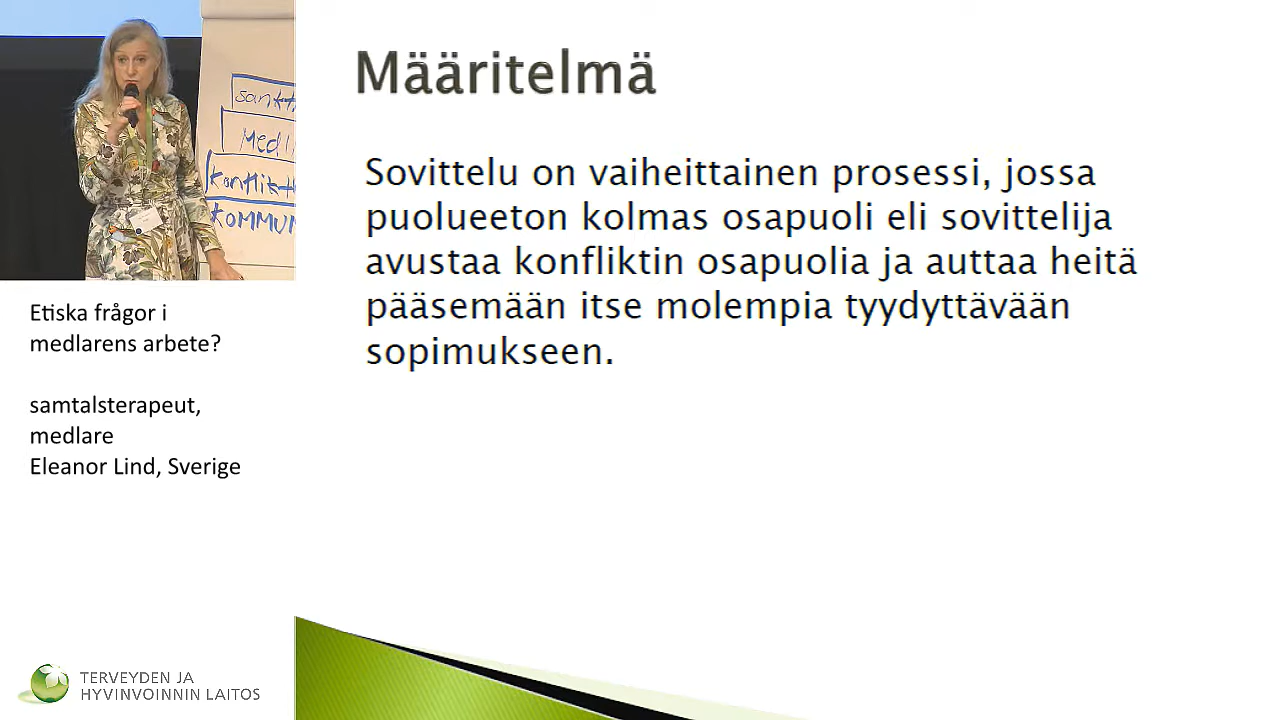 Määritelmä
Sovittelu on vaiheittainen prosessi, jossa
puolueeton kolmas osapuoli eli sovittelija
avustaa konfliktin osapuolia ja auttaa heitä
pääsemään itse molempia tyydyttävään
sopimukseen.
Etiska frågor i
medlarens arbete?
samtalsterapeut,
medlare
Eleanor Lind, Sverige
TERVEYDEN JA
HYVINVOINNIN LAITOS